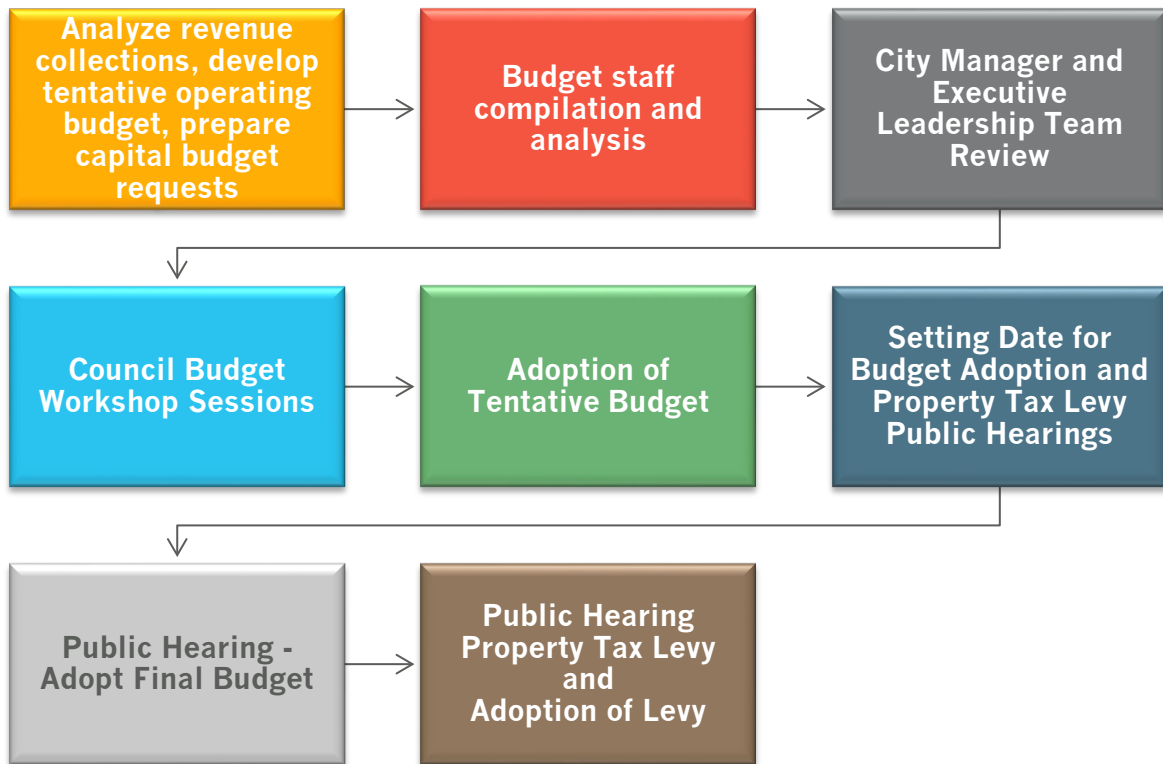 Analyze revenue
collections, develop
tentative operating
budget, prepare
capital budget
requests
Budget staff
compilation and
analysis
City Manager and
Executive
Leadership Team
Review
Council Budget
Workshop Sessions
Adoption of
Tentative Budget
Setting Date for
Budget Adoption and
Property Tax Levy
Public Hearings
Public Hearing -
Adopt Final Budget
Public Hearing
Property Tax Levy
and
Adoption of Levy